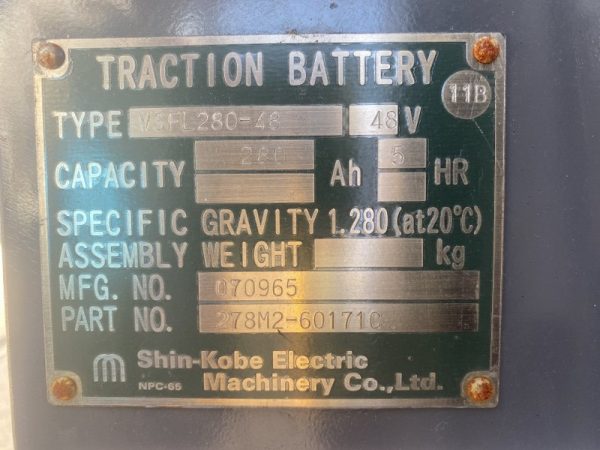 TRACTION BATTERY
11B
TYPE VSFL280-48 48 V
CAPACITY 280 Ah 5 HR
SPECIFIC GRAVITY 1.280(at20℃)
ASSEMBLY WEIGHT kg
MFG. NO. 070965
PART NO. 278M2-60171C
Shin-Kobe Electric
NPC-65 Machinery Co.,Ltd.